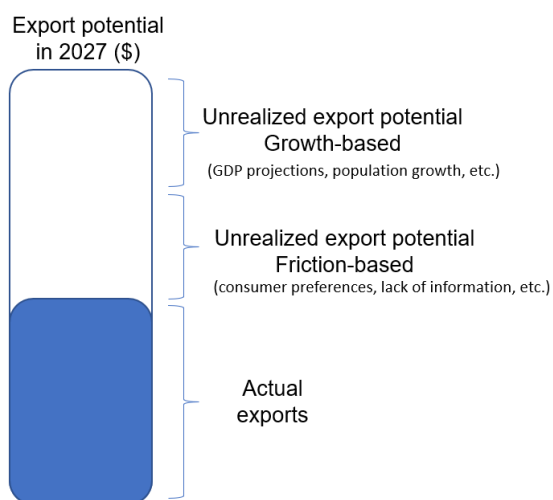 Export potential
in 2027 ($)
Unrealized export potential
Growth-based
(GDP projections, population growth, etc.)
Unrealized export potential
Friction-based
(consumer preferences, lack of information, etc.)
Actual
exports